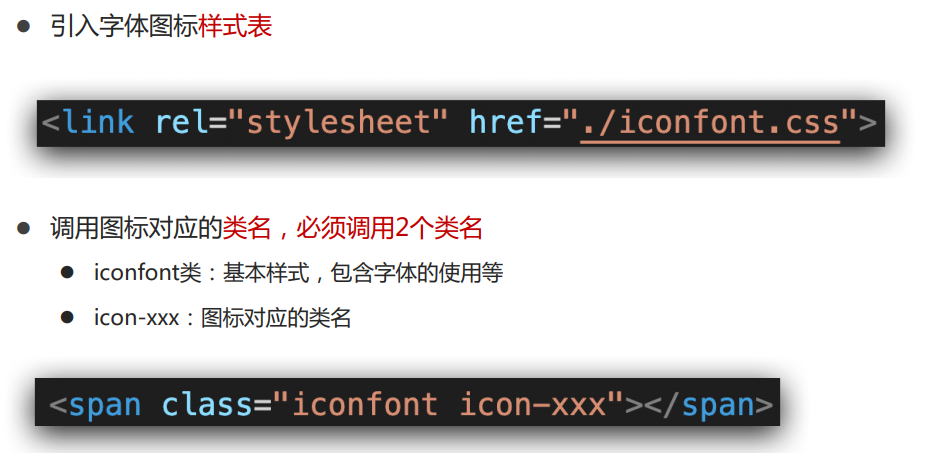 引入字体图标样式表
<link rel="stylesheet" href="./iconfont.css">
调用图标对应的类名，必须调用2个类名
iconfont类：基本样式，包含字体的使用等
icon-xxx：图标对应的类名
<span class="iconfont icon-xxx"></span>